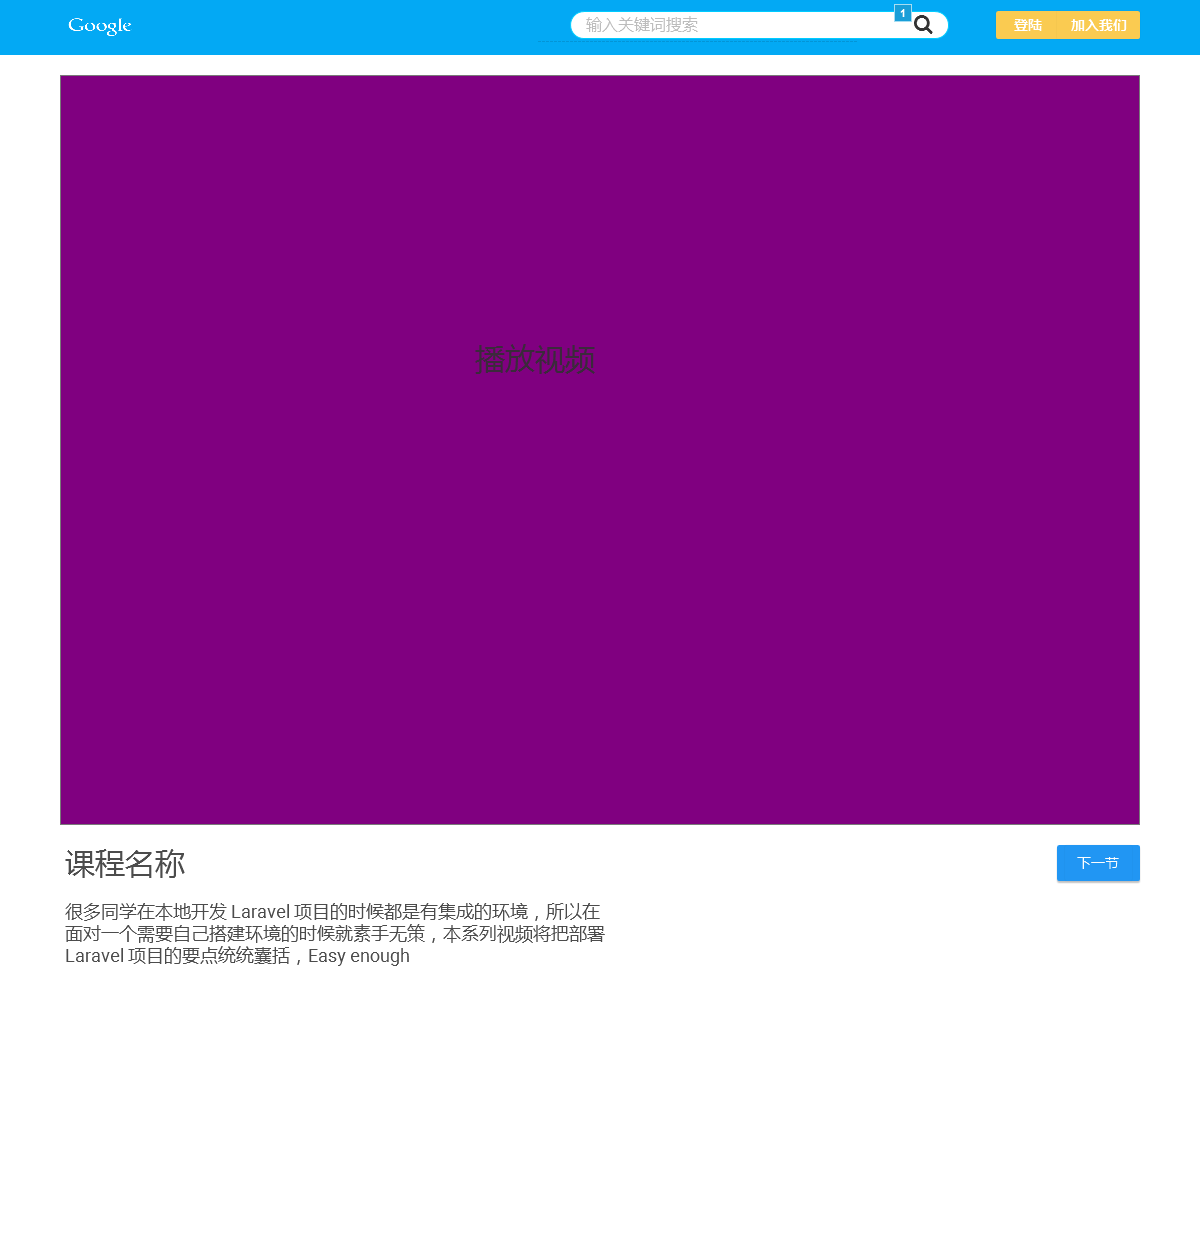 Google
输入关键词搜索
1
登陆
加入我们
播放视频
课程名称
下一节
很多同学在本地开发 Laravel 项目的时候都是有集成的环境，所以在
面对一个需要自己搭建环境的时候就素手无策，本系列视频将把部署
Laravel 项目的要点统统囊括，Easy enough